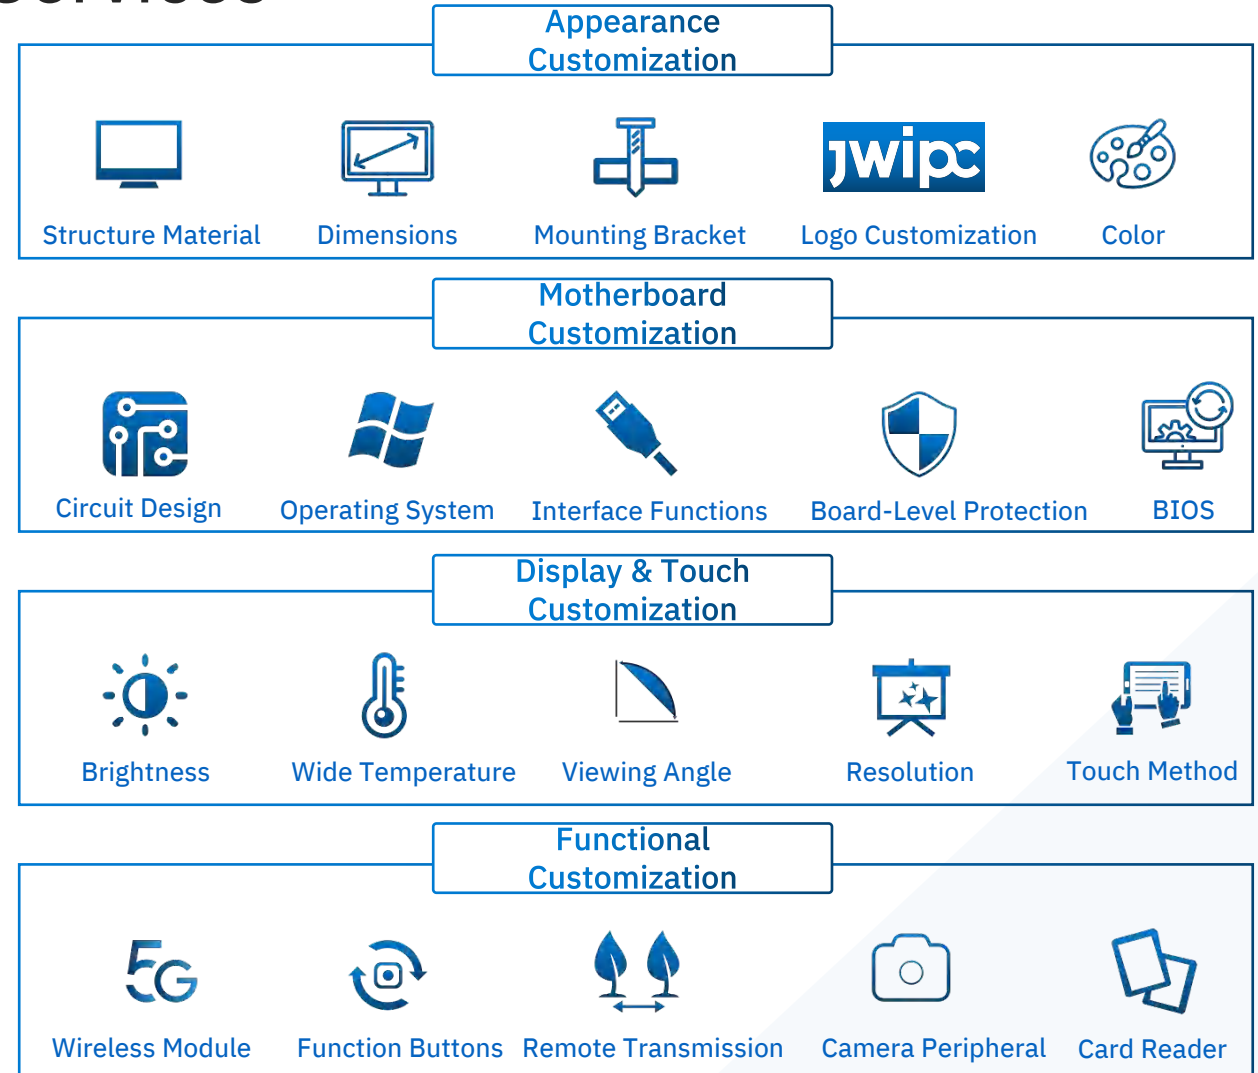 Appearance
Customization
JWIPC
Structure Material
Dimensions
Mounting Bracket
Logo Customization
Color
Motherboard
Customization
Circuit Design
Operating System
Interface Functions
Board-Level Protection
BIOS
Display & Touch
Customization
Brightness
Wide Temperature
Viewing Angle
Resolution
Touch Method
Functional
Customization
5G
Wireless Module
Function Buttons
Remote Transmission
Camera Peripheral
Card Reader